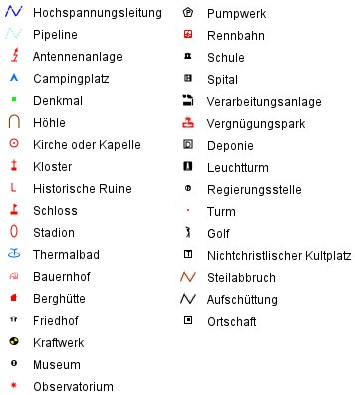 Hochspannungsleitung
Pipeline
Antennenanlage
Campingplatz
Denkmal
Höhle
Kirche oder Kapelle
Kloster
Historische Ruine
Schloss
Stadion
Thermalbad
Bauernhof
Berghütte
Friedhof
Kraftwerk
Museum
Observatorium
Pumpwerk
Rennbahn
Schule
Spital
Verarbeitungsanlage
Vergnügungspark
Deponie
Leuchtturm
Regierungsstelle
Turm
Golf
Nichtchristlicher Kultplatz
Steilabbruch
Aufschüttung
Ortschaft